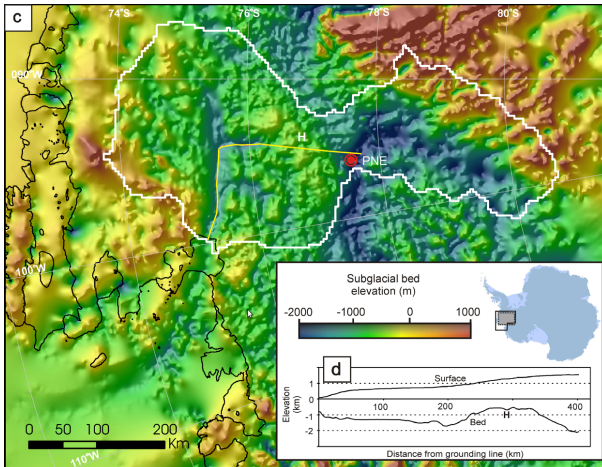 c
74°S
76°S
78°S
80°S
090°W
H
PNE
100°W
110°W
0 50 100 200
Km
Subglacial bed
elevation (m)
-2000 -1000 0 1000
d
Surface
Elevation
(km)
1
0
-1
-2
100 200 300 400
H
Bed
Distance from grounding line (km)